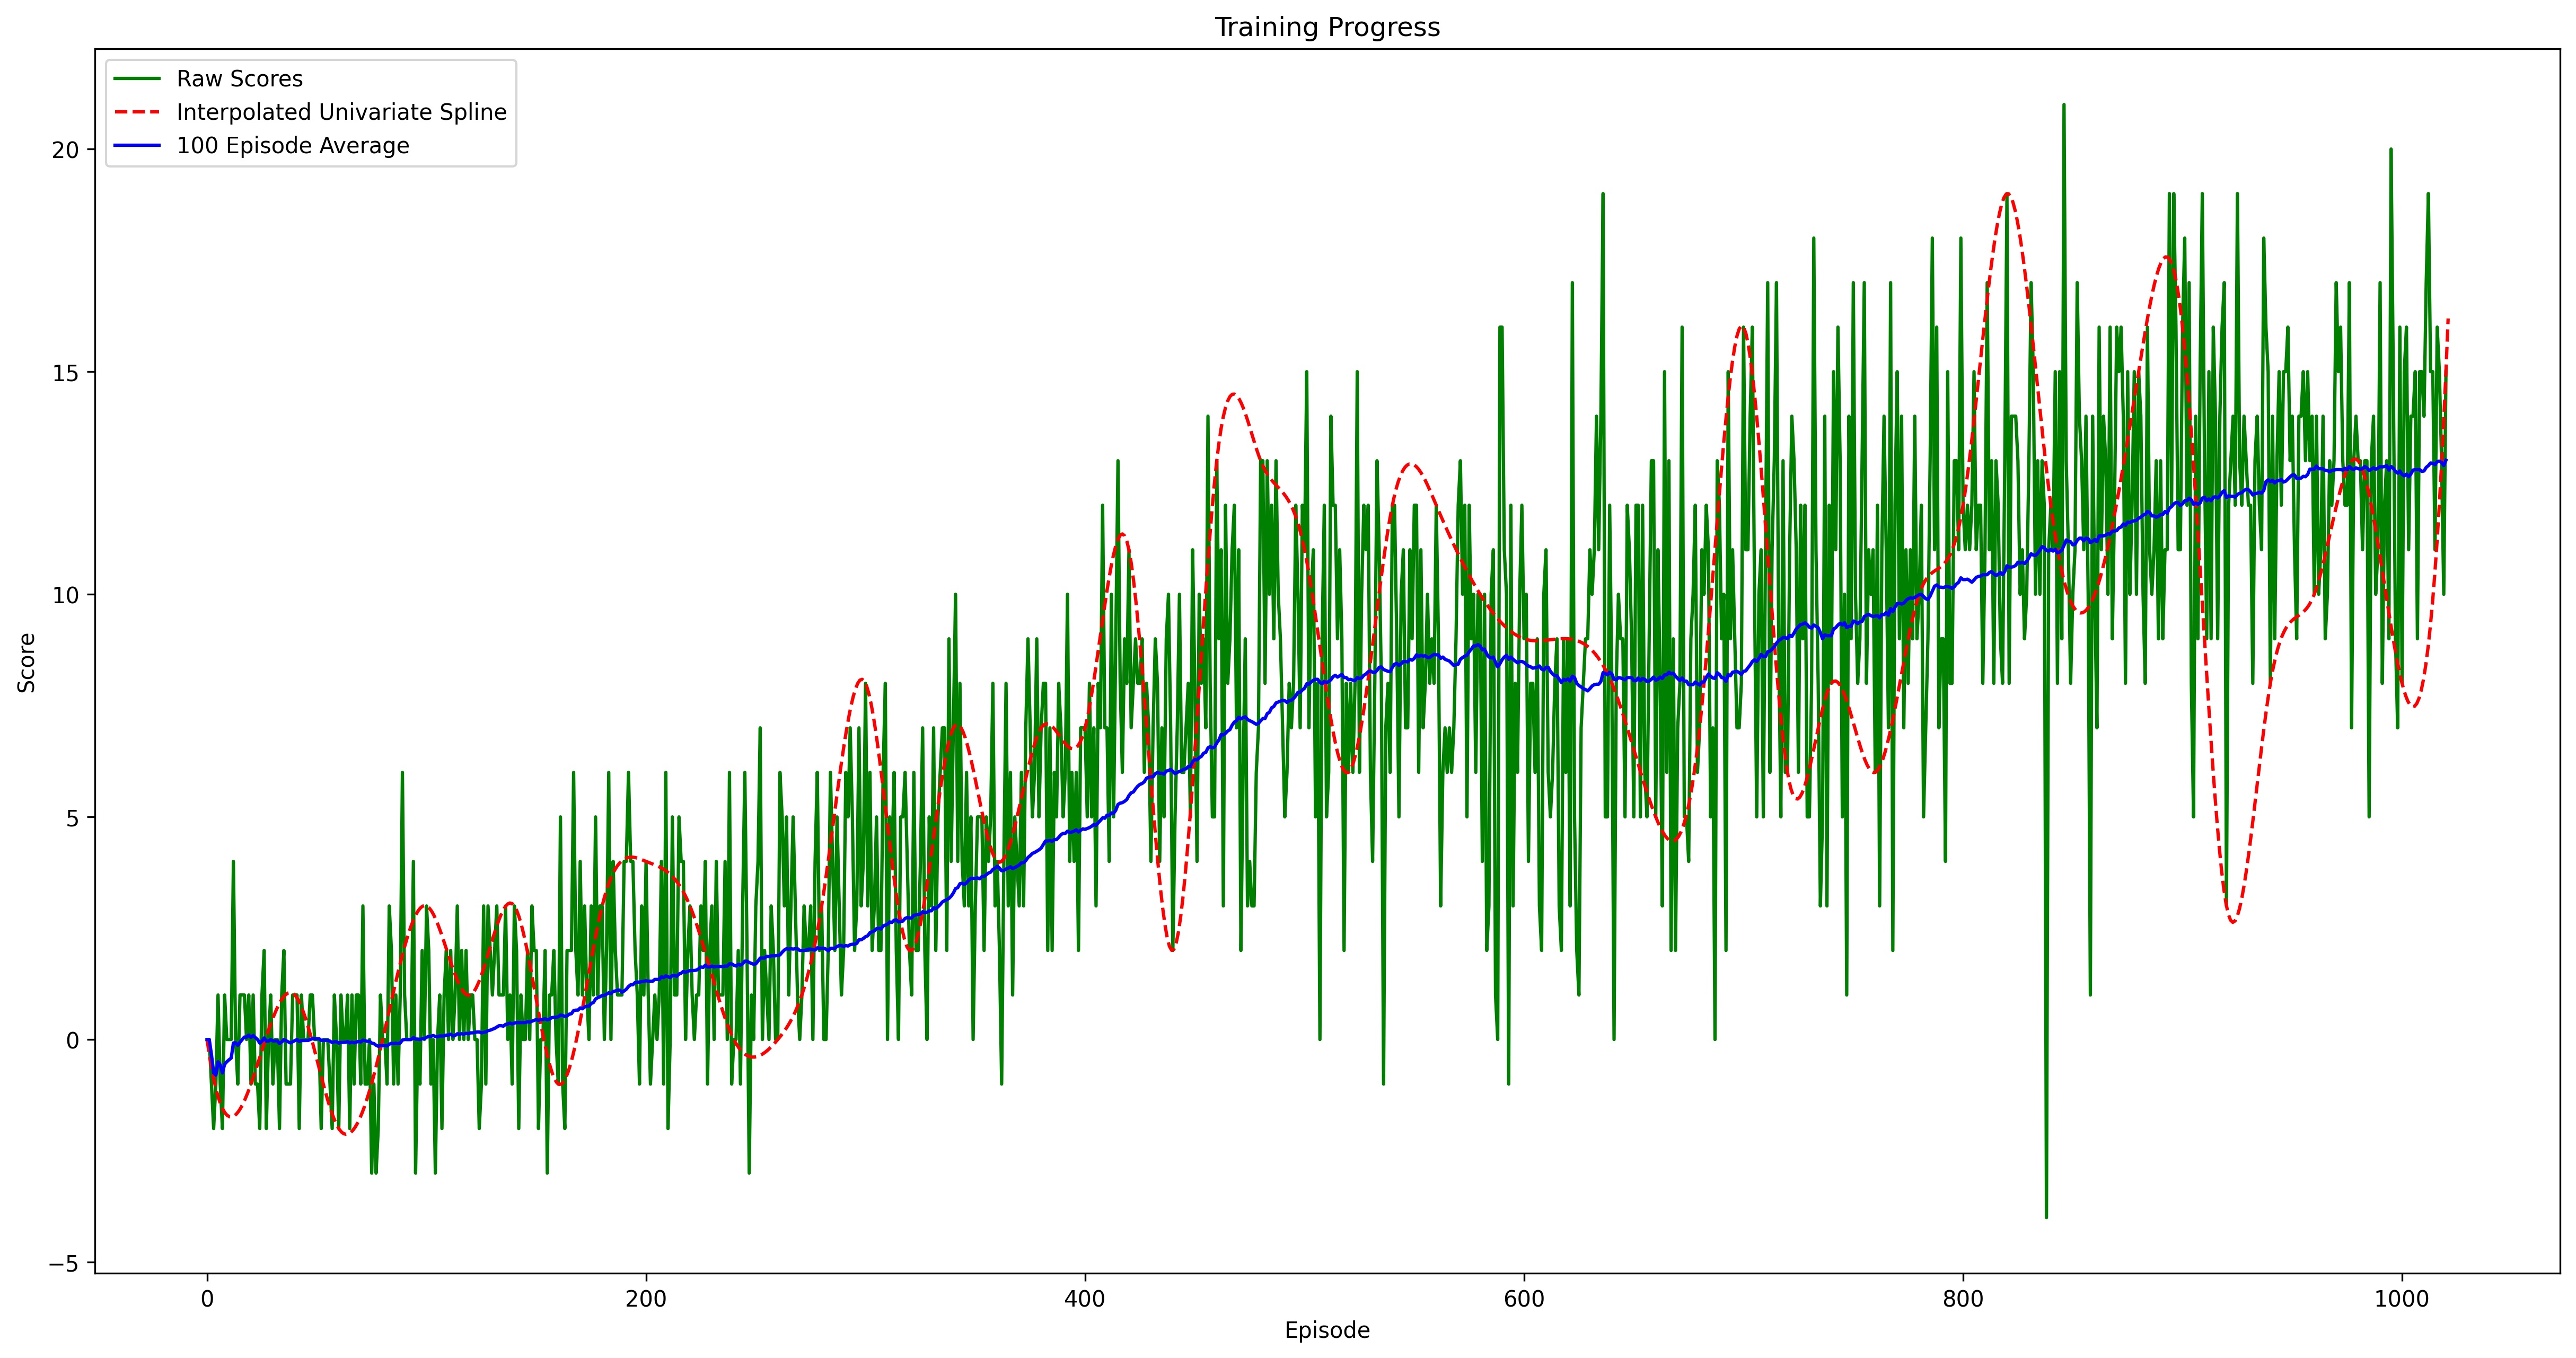 Training Progress
Raw Scores
Interpolated Univariate Spline
100 Episode Average
Score
20
15
10
5
0
−5
0 200 400 600 800 1000
Episode